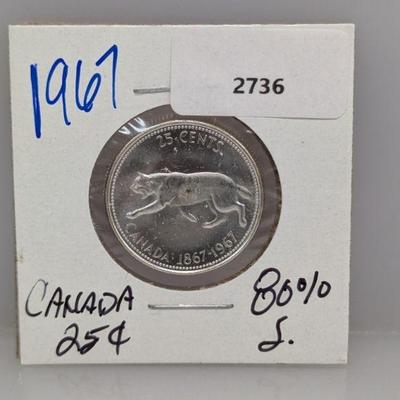 1967
2736
25 CENTS
CANADA 1867-1967
CANADA
25¢
80%
S.